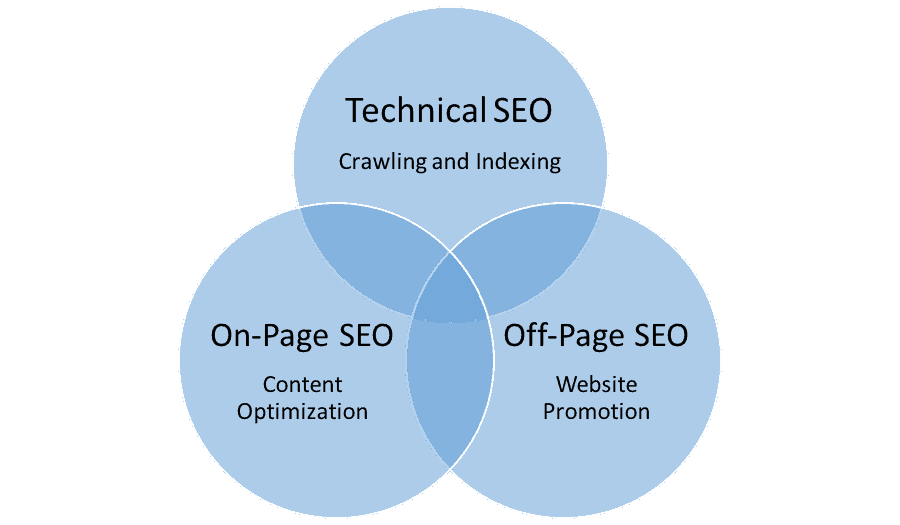 Technical SEO
Crawling and Indexing
On-Page SEO
Content
Optimization
Off-Page SEO
Website
Promotion